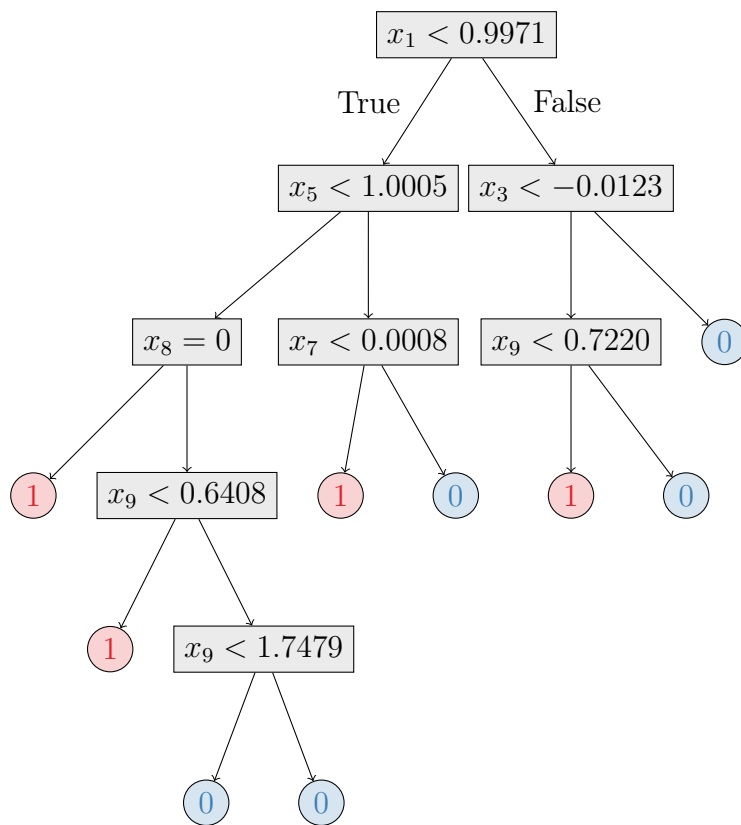 x₁ < 0.9971
True False
x₅ < 1.0005 x₃ < −0.0123
x₈ = 0 x₇ < 0.0008 x₉ < 0.7220 0
1 x₉ < 0.6408 1 0 1 0
1 x₉ < 1.7479
0 0